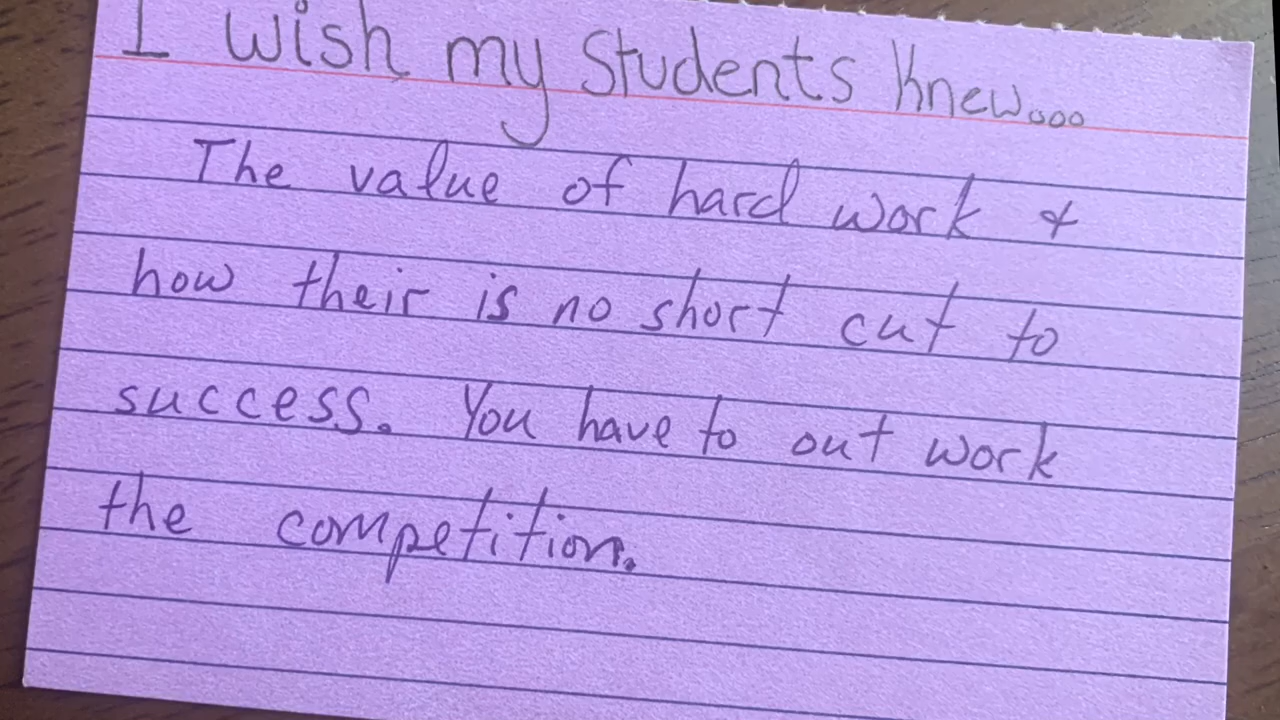 I wish my students knew...
The value of hard work &
how their is no short cut to
success. You have to out work
the competition.